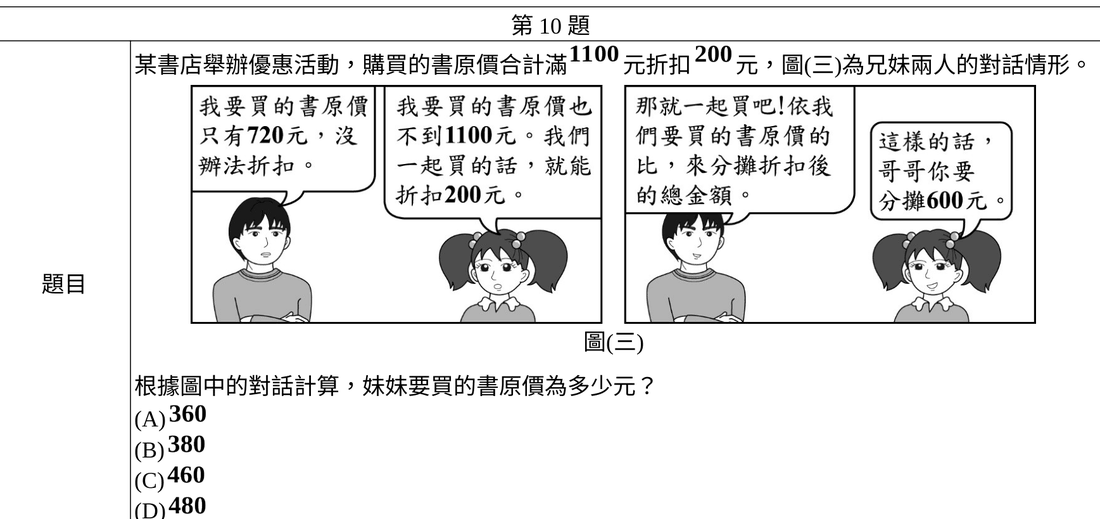 第 10 題
題目
某書店舉辦優惠活動，購買的書原價合計滿1100元折扣200元，圖(三)為兄妹兩人的對話情形。
我要買的書原價
只有720元，沒
辦法折扣。
我要買的書原價也
不到1100元。我們
一起買的話，就能
折扣200元。
那就一起買吧!依我
們要買的書原價的
比，來分攤折扣後
的總金額。
這樣的話，
哥哥你要
分攤600元。
圖(三)
根據圖中的對話計算，妹妹要買的書原價為多少元？
(A) 360
(B) 380
(C) 460
(D) 480